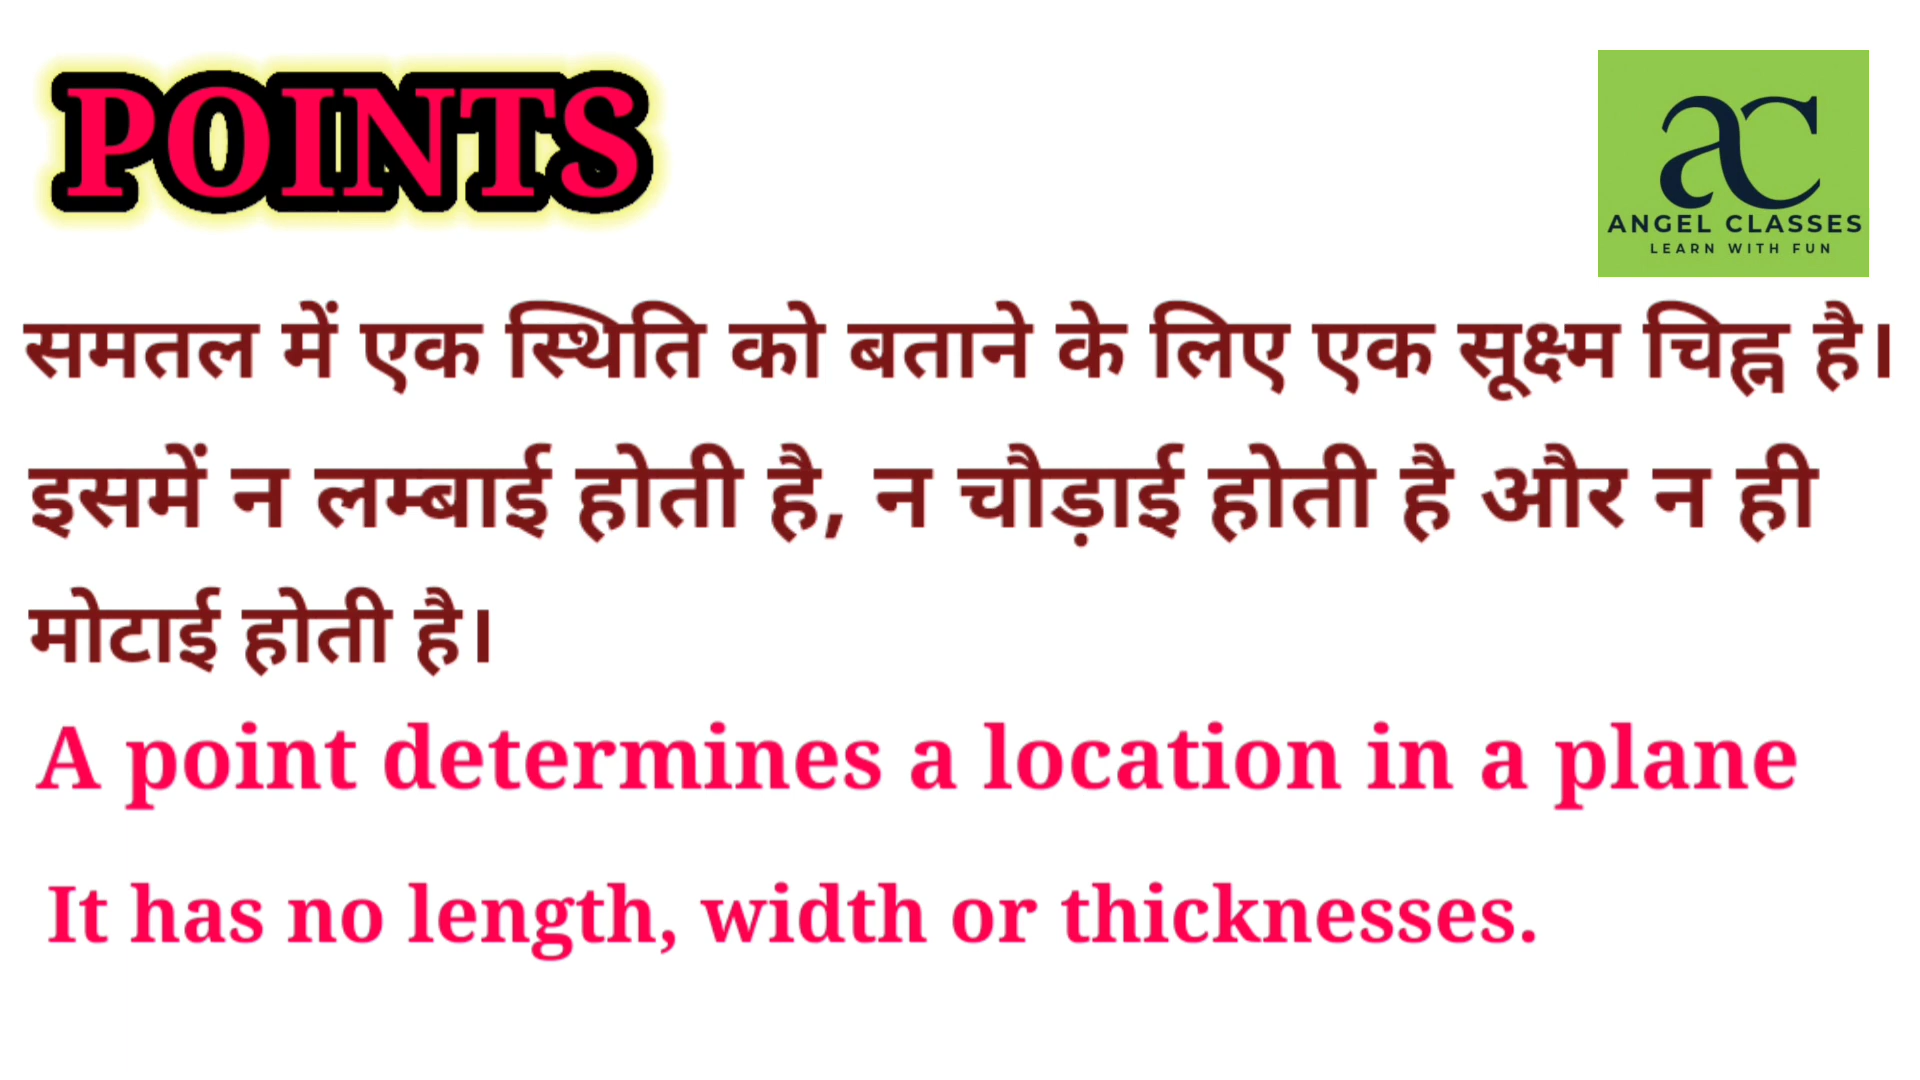 POINTS
ac
ANGEL CLASSES
LEARN WITH FUN
समतल में एक स्थिति को बताने के लिए एक सूक्ष्म चिह्न है।
इसमें न लम्बाई होती है, न चौड़ाई होती है और न ही
मोटाई होती है।
A point determines a location in a plane
It has no length, width or thicknesses.